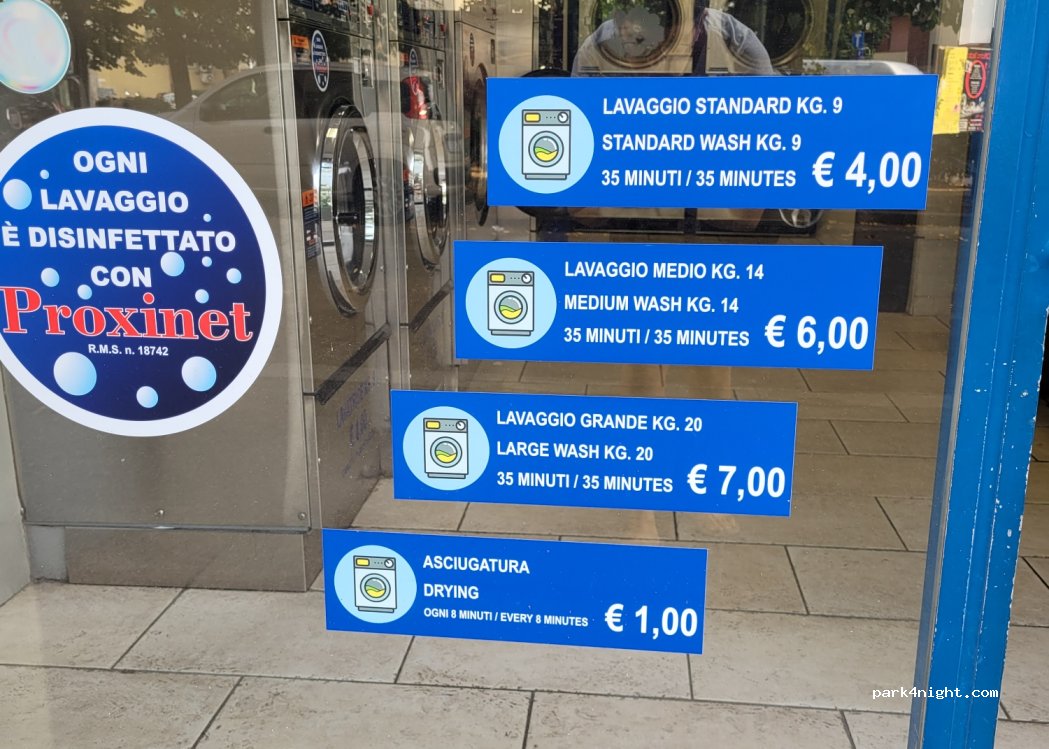 OGNI
LAVAGGIO
È DISINFETTATO
CON
Proxinet
R.M.S. n. 18742
LAVAGGIO STANDARD KG. 9
STANDARD WASH KG. 9
35 MINUTI / 35 MINUTES € 4,00
LAVAGGIO MEDIO KG. 14
MEDIUM WASH KG. 14
35 MINUTI / 35 MINUTES € 6,00
LAVAGGIO GRANDE KG. 20
LARGE WASH KG. 20
35 MINUTI / 35 MINUTES € 7,00
ASCIUGATURA
DRYING
OGNI 8 MINUTI / EVERY 8 MINUTES € 1,00
park4night.com